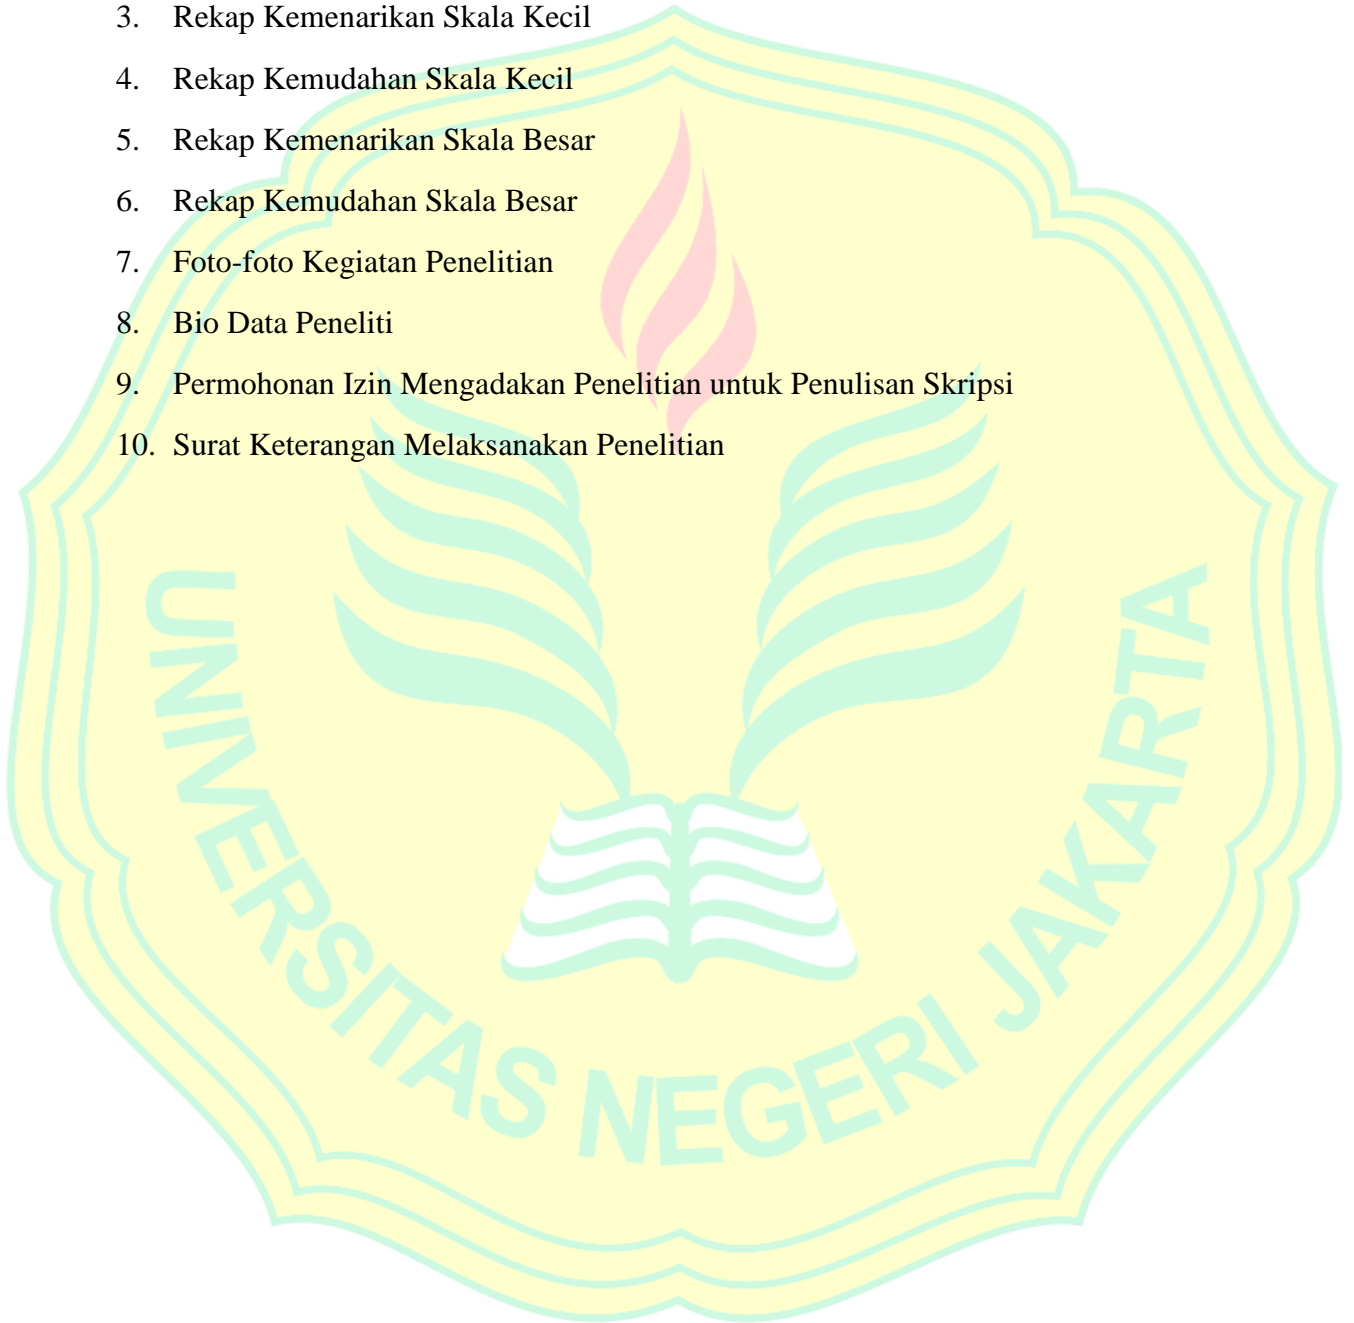 3. Rekap Kemenarikan Skala Kecil
4. Rekap Kemudahan Skala Kecil
5. Rekap Kemenarikan Skala Besar
6. Rekap Kemudahan Skala Besar
7. Foto-foto Kegiatan Penelitian
8. Bio Data Peneliti
9. Permohonan Izin Mengadakan Penelitian untuk Penulisan Skripsi
10. Surat Keterangan Melaksanakan Penelitian
UNIVERSITAS NEGERI JAKARTA